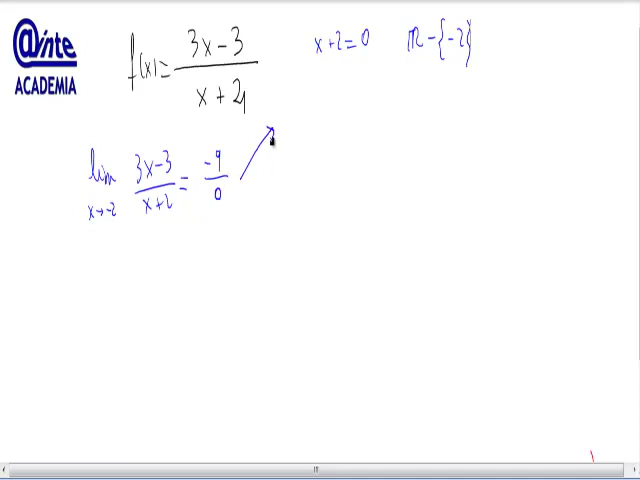 @inte
ACADEMIA
f(x) = 3x-3 / x+2
x+2=0 R-{-2}
lim x→-2 3x-3 / x+2 = -9 / 0